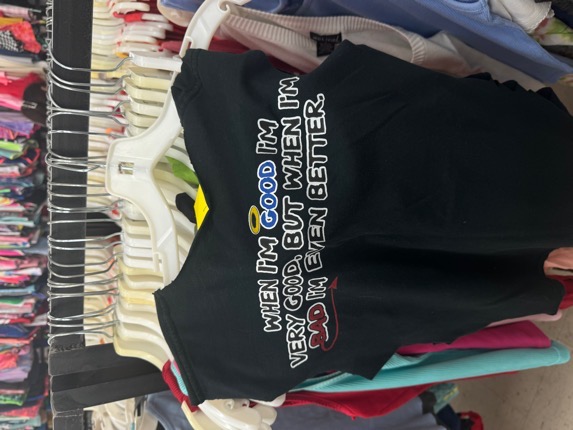 WHEN I'M GOOD I'M
VERY GOOD, BUT WHEN I'M
BAD I'M EVEN BETTER.